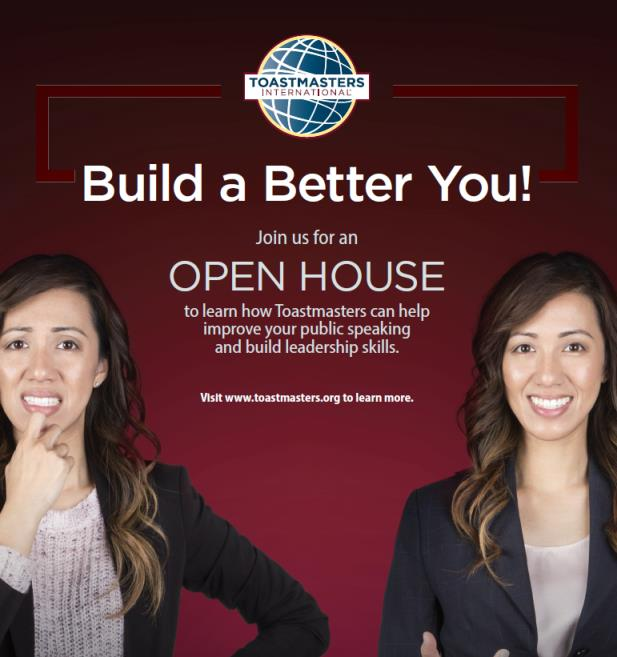 TOASTMASTERS
INTERNATIONAL
Build a Better You!
Join us for an
OPEN HOUSE
to learn how Toastmasters can help
improve your public speaking
and build leadership skills.
Visit www.toastmasters.org to learn more.